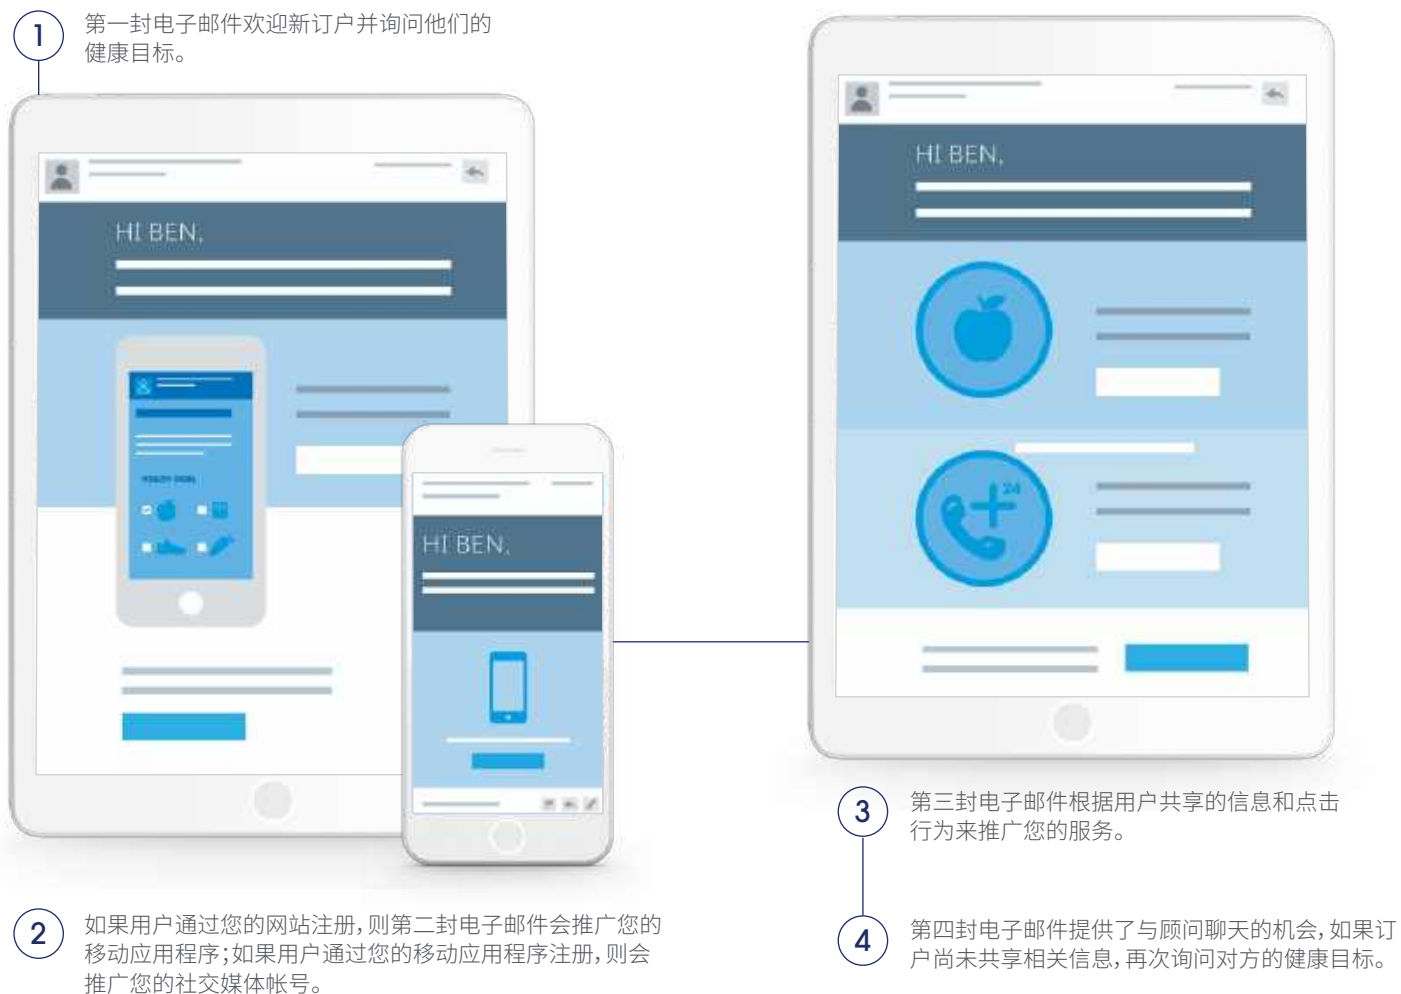 1
第一封电子邮件欢迎新订户并询问他们的
健康目标。
HI BEN,
HI BEN,
HI BEN,
24
2
如果用户通过您的网站注册,则第二封电子邮件会推广您的
移动应用程序;如果用户通过您的移动应用程序注册,则会
推广您的社交媒体帐号。
3
第三封电子邮件根据用户共享的信息和点击
行为来推广您的服务。
4
第四封电子邮件提供了与顾问聊天的机会,如果订
户尚未共享相关信息,再次询问对方的健康目标。